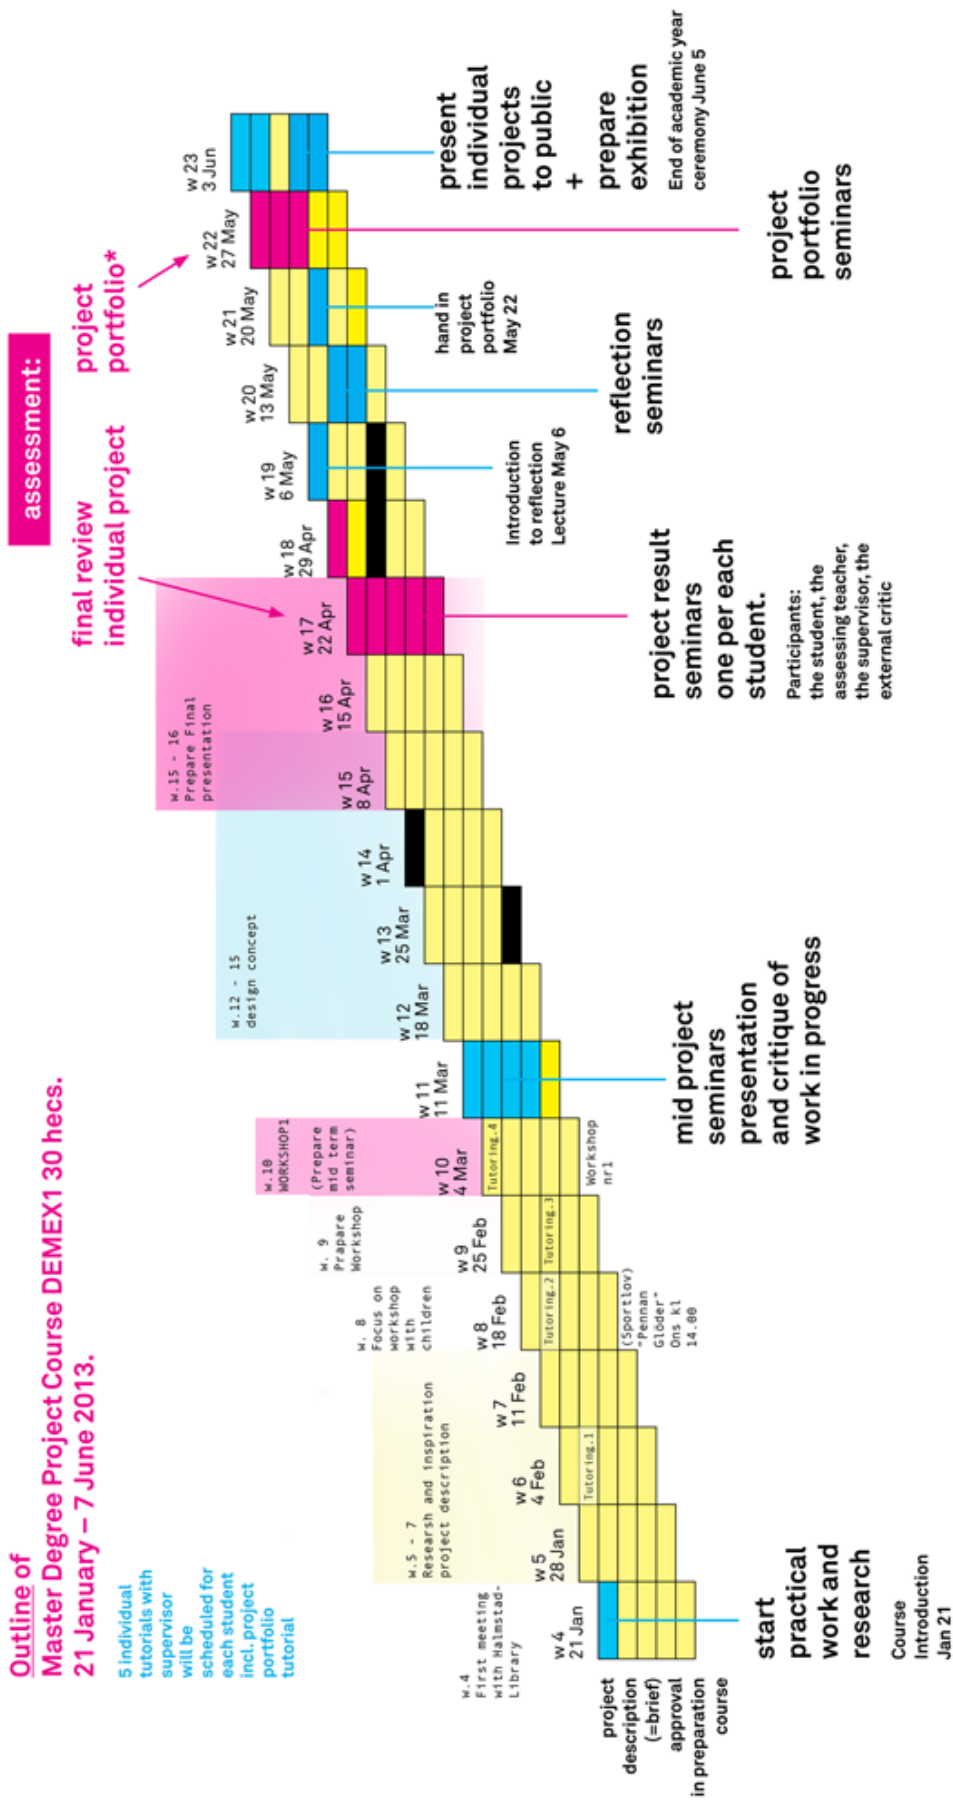 Outline of
Master Degree Project Course DEMEX1 30 hecs.
21 January – 7 June 2013.
5 individual
tutorials with
supervisor
will be
scheduled for
each student
incl. project
portfolio
tutorial
assessment:
final review
individual project
project
portfolio*
w.4
First meeting
with Halmstad-
Library
w.5 - 7
Researsh and inspiration
project description
w. 8
Focus on
workshop
with
children
w. 9
Prapare
Workshop
w.10
WORKSHOP1
(Prepare
mid term
seminar)
w.12 - 15
design concept
w.15 - 16
Prepare Final
presentation
w 4
21 Jan
w 5
28 Jan
w 6
4 Feb
w 7
11 Feb
w 8
18 Feb
w 9
25 Feb
w 10
4 Mar
w 11
11 Mar
w 12
18 Mar
w 13
25 Mar
w 14
1 Apr
w 15
8 Apr
w 16
15 Apr
w 17
22 Apr
w 18
29 Apr
w 19
6 May
w 20
13 May
w 21
20 May
w 22
27 May
w 23
3 Jun
Tutoring.1
Tutoring.2
Tutoring.3
Tutoring.4
project
description
(=brief)
approval
in preparation
course
(Sportlov)
"Pennan
Glöder"
Ons kl
14.00
Workshop
nr1
start
practical
work and
research
Course
Introduction
Jan 21
mid project
seminars
presentation
and critique of
work in progress
project result
seminars
one per each
student.
Participants:
the student, the
assessing teacher,
the supervisor, the
external critic
Introduction
to reflection
Lecture May 6
reflection
seminars
hand in
project
portfolio
May 22
project
portfolio
seminars
present
individual
projects
to public
+
prepare
exhibition
End of academic year
ceremony June 5